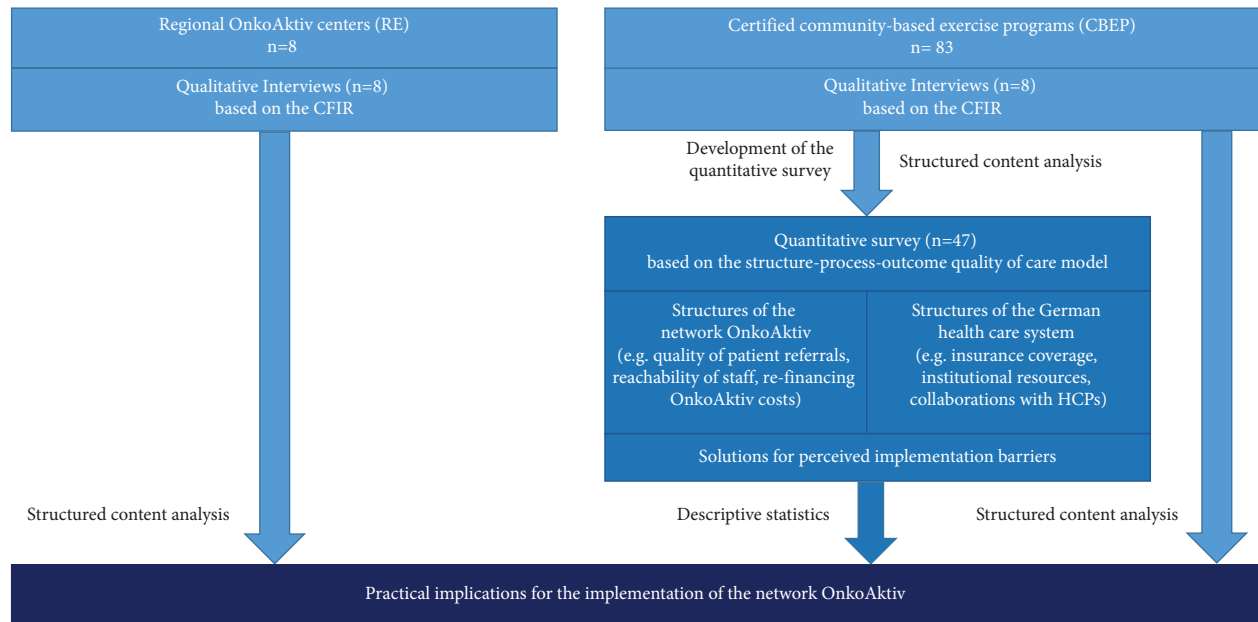 Regional OnkoAktiv centers (RE)
n=8
Qualitative Interviews (n=8)
based on the CFIR
Certified community-based exercise programs (CBEP)
n= 83
Qualitative Interviews (n=8)
based on the CFIR
Development of the
quantitative survey
Structured content analysis
Quantitative survey (n=47)
based on the structure-process-outcome quality of care model
Structures of the
network OnkoAktiv
(e.g. quality of patient referrals,
reachability of staff, re-financing
OnkoAktiv costs)
Structures of the German
health care system
(e.g. insurance coverage,
institutional resources,
collaborations with HCPs)
Solutions for perceived implementation barriers
Structured content analysis
Descriptive statistics
Structured content analysis
Practical implications for the implementation of the network OnkoAktiv